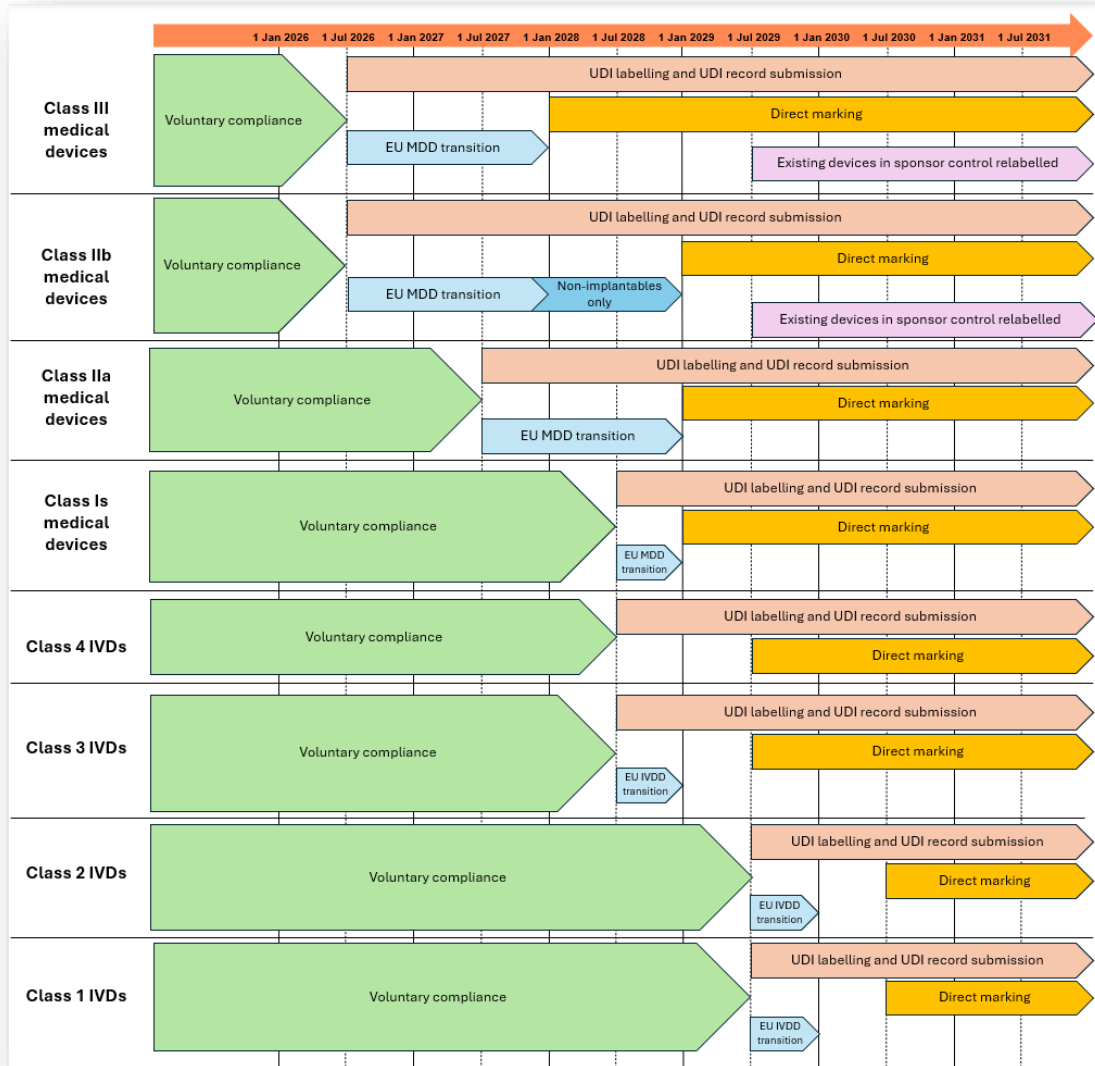 1 Jan 2026 1 Jul 2026 1 Jan 2027 1 Jul 2027 1 Jan 2028 1 Jul 2028 1 Jan 2029 1 Jul 2029 1 Jan 2030 1 Jul 2030 1 Jan 2031 1 Jul 2031
Class III
medical
devices
Voluntary compliance
UDI labelling and UDI record submission
Direct marking
EU MDD transition
Existing devices in sponsor control relabelled
Class IIb
medical
devices
Voluntary compliance
UDI labelling and UDI record submission
Direct marking
EU MDD transition
Non-implantables
only
Existing devices in sponsor control relabelled
Class IIa
medical
devices
Voluntary compliance
UDI labelling and UDI record submission
Direct marking
EU MDD transition
Class Is
medical
devices
Voluntary compliance
UDI labelling and UDI record submission
Direct marking
EU MDD
transition
Class 4 IVDs
Voluntary compliance
UDI labelling and UDI record submission
Direct marking
Class 3 IVDs
Voluntary compliance
UDI labelling and UDI record submission
Direct marking
EU IVDD
transition
Class 2 IVDs
Voluntary compliance
UDI labelling and UDI record submission
Direct marking
EU IVDD
transition
Class 1 IVDs
Voluntary compliance
UDI labelling and UDI record submission
Direct marking
EU IVDD
transition